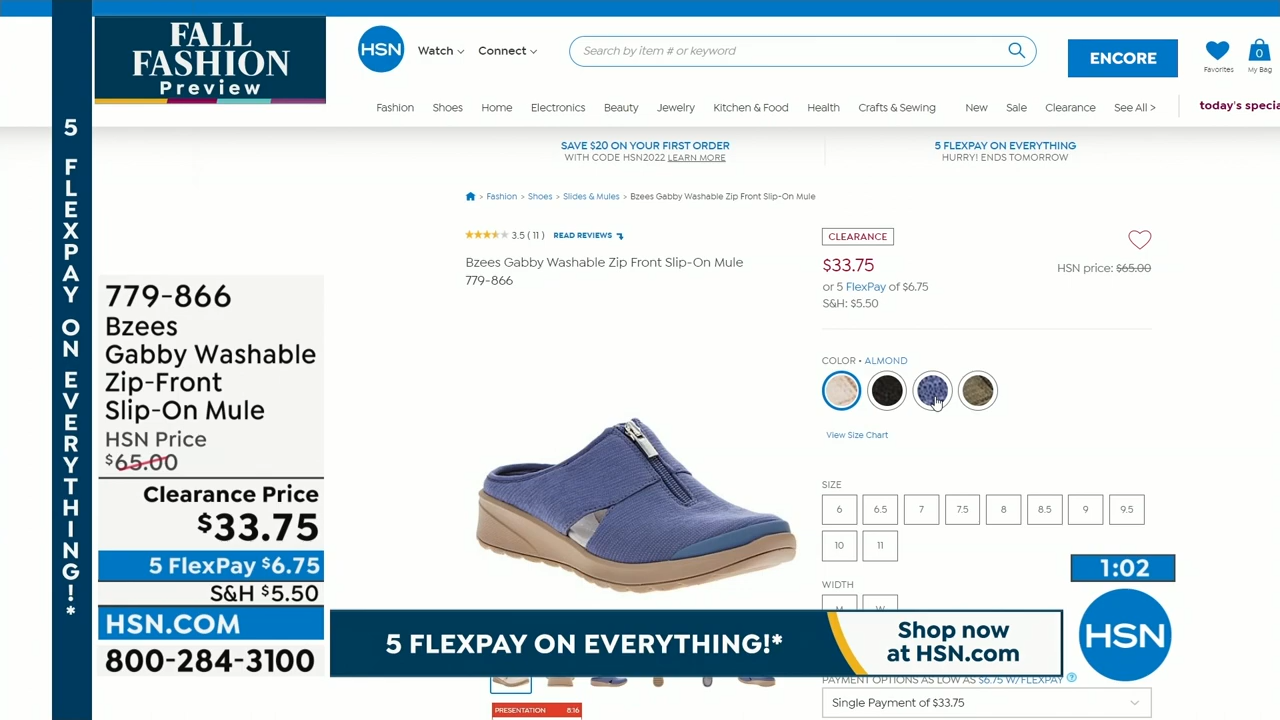 FALL
FASHION
Preview
5 FLEXPAY ON EVERYTHING!*
HSN
Watch
Connect
Search by item # or keyword
ENCORE
Favorites
0
My Bag
Fashion
Shoes
Home
Electronics
Beauty
Jewelry
Kitchen & Food
Health
Crafts & Sewing
New
Sale
Clearance
See All >
today's specia
SAVE $20 ON YOUR FIRST ORDER
WITH CODE HSN2022 LEARN MORE
5 FLEXPAY ON EVERYTHING
HURRY! ENDS TOMORROW
> Fashion > Shoes > Slides & Mules > Bzees Gabby Washable Zip Front Slip-On Mule
3.5 ( 11 ) READ REVIEWS
Bzees Gabby Washable Zip Front Slip-On Mule
779-866
CLEARANCE
$33.75
HSN price: $65.00
or 5 FlexPay of $6.75
S&H: $5.50
COLOR • ALMOND
View Size Chart
SIZE
6 6.5 7 7.5 8 8.5 9 9.5
10 11
WIDTH
M W
PAYMENT OPTIONS AS LOW AS $6.75 W/FLEXPAY ?
Single Payment of $33.75
PRESENTATION 8:16
779-866
Bzees
Gabby Washable
Zip-Front
Slip-On Mule
HSN Price
$65.00
Clearance Price
$33.75
5 FlexPay $6.75
S&H $5.50
HSN.COM
800-284-3100
5 FLEXPAY ON EVERYTHING!*
Shop now
at HSN.com
1:02
HSN